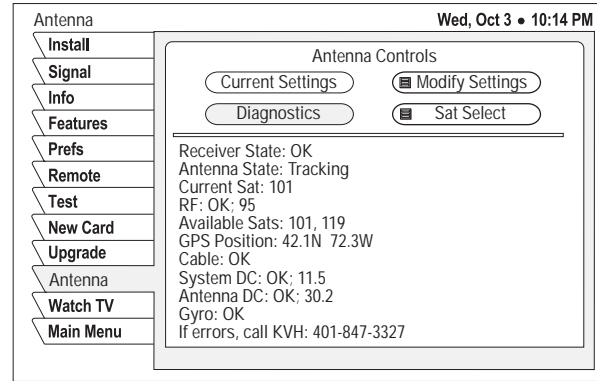 Antenna
Wed, Oct 3 ● 10:14 PM
Install
Signal
Info
Features
Prefs
Remote
Test
New Card
Upgrade
Antenna
Watch TV
Main Menu
Antenna Controls
Current Settings
Modify Settings
Diagnostics
Sat Select
Receiver State: OK
Antenna State: Tracking
Current Sat: 101
RF: OK; 95
Available Sats: 101, 119
GPS Position: 42.1N 72.3W
Cable: OK
System DC: OK; 11.5
Antenna DC: OK; 30.2
Gyro: OK
If errors, call KVH: 401-847-3327